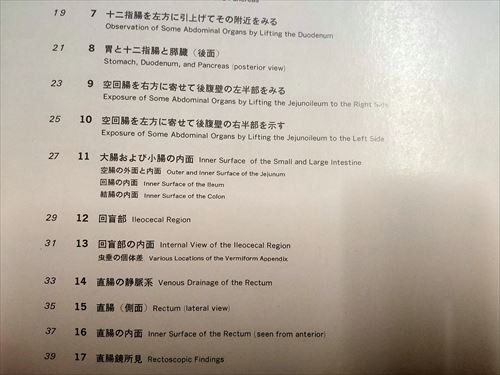 Pancreas
19 7 十二指腸を左方に引上げてその附近をみる
Observation of Some Abdominal Organs by Lifting the Duodenum
21 8 胃と十二指腸と膵臓（後面）
Stomach, Duodenum, and Pancreas (posterior view)
23 9 空回腸を右方に寄せて後腹壁の左半部をみる
Exposure of Some Abdominal Organs by Lifting the Jejunoileum to the Right Side
25 10 空回腸を左方に寄せて後腹壁の右半部を示す
Exposure of Some Abdominal Organs by Lifting the Jejunoileum to the Left Side
27 11 大腸および小腸の内面 Inner Surface of the Small and Large Intestine
空腸の外面と内面 Outer and Inner Surface of the Jejunum
回腸の内面 Inner Surface of the Ileum
結腸の内面 Inner Surface of the Colon
29 12 回盲部 Ileocecal Region
31 13 回盲部の内面 Internal View of the Ileocecal Region
虫垂の個体差 Various Locations of the Vermiform Appendix
33 14 直腸の静脈系 Venous Drainage of the Rectum
35 15 直腸（側面） Rectum (lateral view)
37 16 直腸の内面 Inner Surface of the Rectum (seen from anterior)
39 17 直腸鏡所見 Rectoscopic Findings